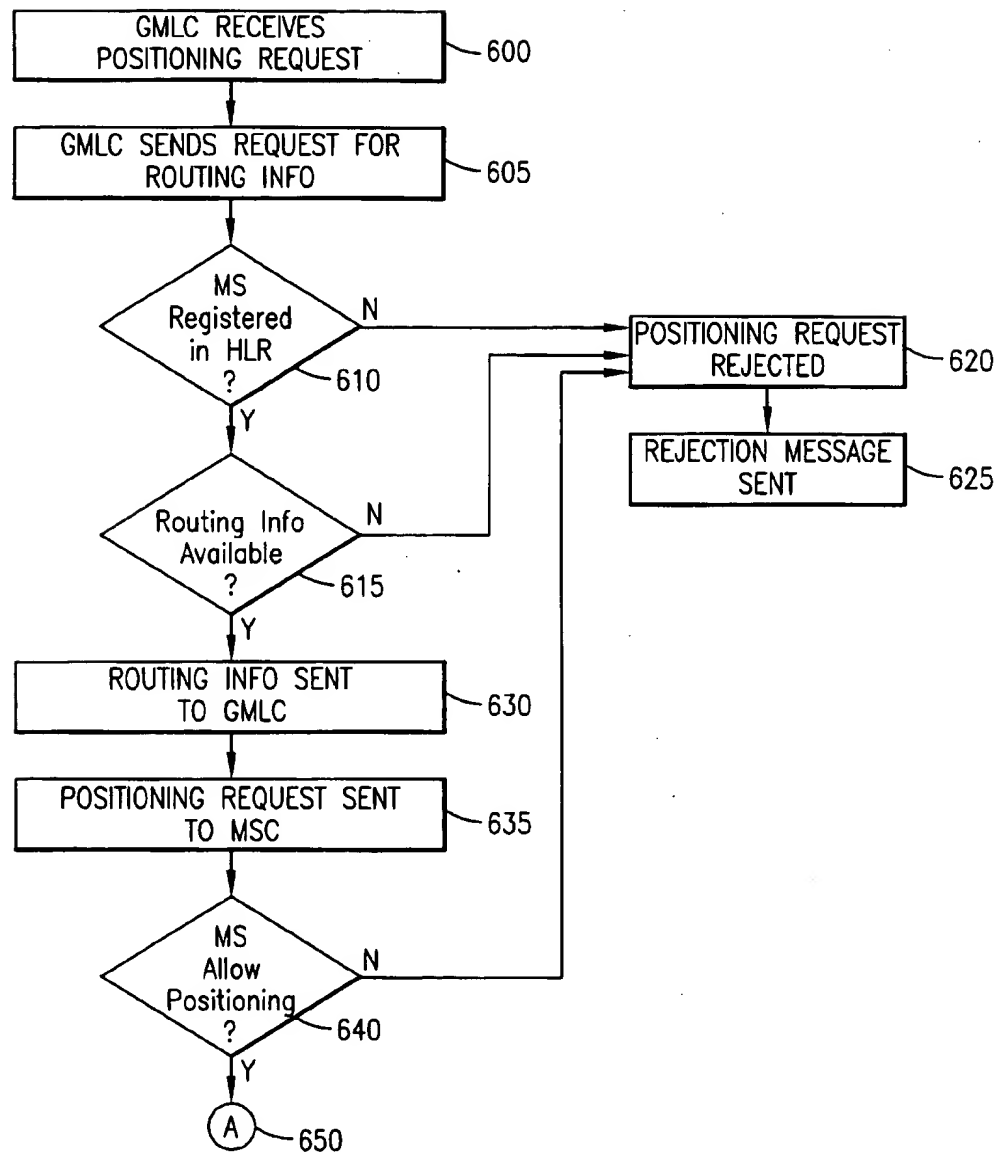 GMLC RECEIVES
POSITIONING REQUEST
600
GMLC SENDS REQUEST FOR
ROUTING INFO
605
MS
Registered
in HLR
?
610
N
Y
POSITIONING REQUEST
REJECTED
620
REJECTION MESSAGE
SENT
625
Routing Info
Available
?
615
N
Y
ROUTING INFO SENT
TO GMLC
630
POSITIONING REQUEST SENT
TO MSC
635
MS
Allow
Positioning
?
640
N
Y
A
650